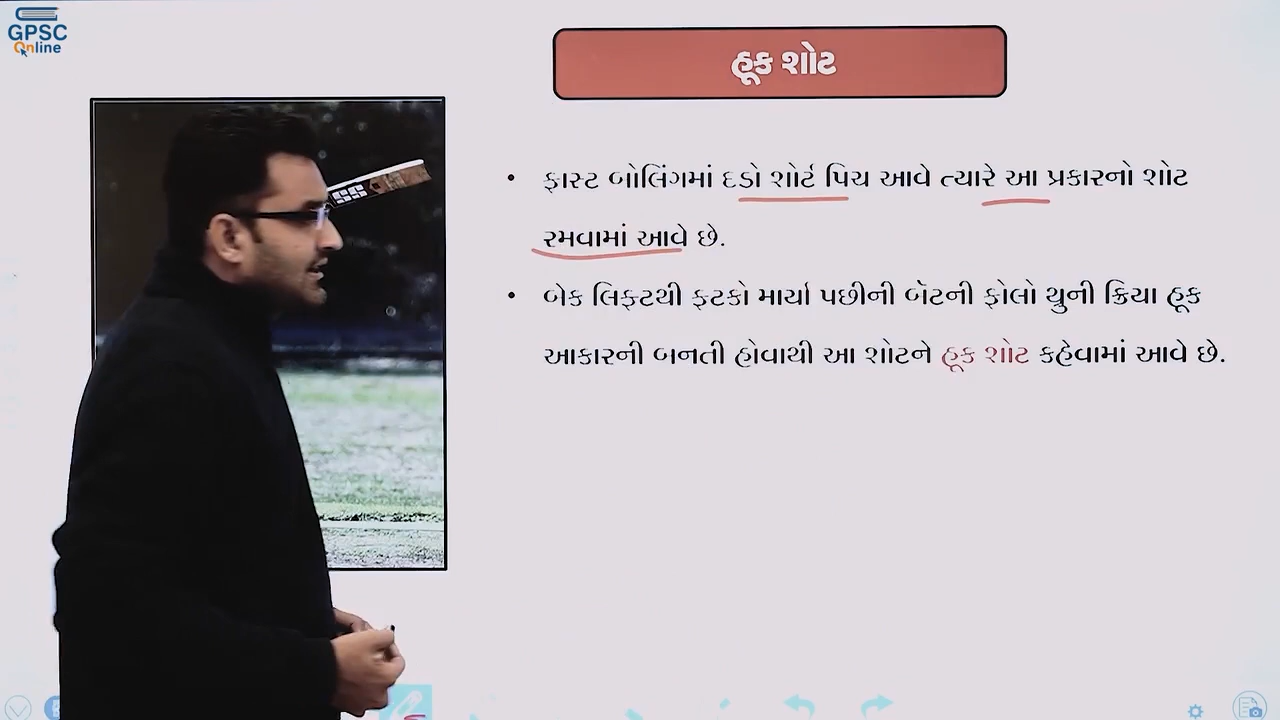 GPSC
Online
હૂક શોટ
• ફાસ્ટ બોલિંગમાં દડો શોર્ટ પિચ આવે ત્યારે આ પ્રકારનો શોટ
રમવામાં આવે છે.
• બેક લિફ્ટથી ફટકો માર્યા પછીની બૅટની ફોલો થ્રુની ક્રિયા હૂક
આકારની બનતી હોવાથી આ શોટને હૂક શોટ કહેવામાં આવે છે.